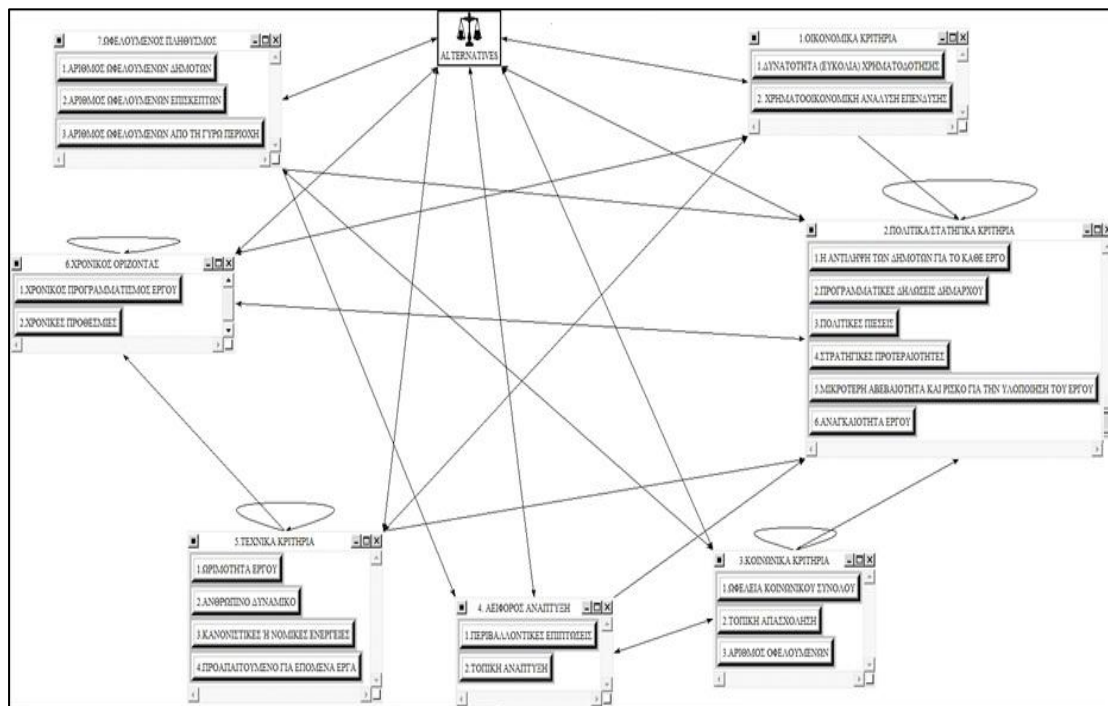 ALTERNATIVES
7.ΩΦΕΛΟΥΜΕΝΟΣ ΠΛΗΘΥΣΜΟΣ
1.ΑΡΙΘΜΟΣ ΩΦΕΛΟΥΜΕΝΩΝ ΔΗΜΟΤΩΝ
2.ΑΡΙΘΜΟΣ ΩΦΕΛΟΥΜΕΝΩΝ ΕΠΙΣΚΕΠΤΩΝ
3.ΑΡΙΘΜΟΣ ΩΦΕΛΟΥΜΕΝΩΝ ΑΠΟ ΤΗ ΓΥΡΩ ΠΕΡΙΟΧΗ
1.ΟΙΚΟΝΟΜΙΚΑ ΚΡΙΤΗΡΙΑ
1.ΔΥΝΑΤΟΤΗΤΑ (ΕΥΚΟΛΙΑ) ΧΡΗΜΑΤΟΔΟΤΗΣΗΣ
2. ΧΡΗΜΑΤΟΟΙΚΟΝΟΜΙΚΗ ΑΝΑΛΥΣΗ ΕΠΕΝΔΥΣΗΣ
6.ΧΡΟΝΙΚΟΣ ΟΡΙΖΟΝΤΑΣ
1.ΧΡΟΝΙΚΟΣ ΠΡΟΓΡΑΜΜΑΤΙΣΜΟΣ ΕΡΓΟΥ
2.ΧΡΟΝΙΚΕΣ ΠΡΟΘΕΣΜΙΕΣ
2.ΠΟΛΙΤΙΚΑ/ΣΤΑΤΗΓΙΚΑ ΚΡΙΤΗΡΙΑ
1.Η ΑΝΤΙΛΗΨΗ ΤΩΝ ΔΗΜΟΤΩΝ ΓΙΑ ΤΟ ΚΑΘΕ ΕΡΓΟ
2.ΠΡΟΓΡΑΜΜΑΤΙΚΕΣ ΔΗΛΩΣΕΙΣ ΔΗΜΑΡΧΟΥ
3.ΠΟΛΙΤΙΚΕΣ ΠΙΕΣΕΙΣ
4.ΣΤΡΑΤΗΓΙΚΕΣ ΠΡΟΤΕΡΑΙΟΤΗΤΕΣ
5.ΜΙΚΡΟΤΕΡΗ ΑΒΕΒΑΙΟΤΗΤΑ ΚΑΙ ΡΙΣΚΟ ΓΙΑ ΤΗΝ ΥΛΟΠΟΙΗΣΗ ΤΟΥ ΕΡΓΟΥ
6.ΑΝΑΓΚΑΙΟΤΗΤΑ ΕΡΓΟΥ
5.ΤΕΧΝΙΚΑ ΚΡΙΤΗΡΙΑ
1.ΩΡΙΜΟΤΗΤΑ ΕΡΓΟΥ
2.ΑΝΘΡΩΠΙΝΟ ΔΥΝΑΜΙΚΟ
3.ΚΑΝΟΝΙΣΤΙΚΕΣ Ή ΝΟΜΙΚΕΣ ΕΝΕΡΓΕΙΕΣ
4.ΠΡΟΑΠΑΙΤΟΥΜΕΝΟ ΓΙΑ ΕΠΟΜΕΝΑ ΕΡΓΑ
4. ΑΕΙΦΟΡΟΣ ΑΝΑΠΤΥΞΗ
1.ΠΕΡΙΒΑΛΛΟΝΤΙΚΕΣ ΕΠΙΠΤΩΣΕΙΣ
2.ΤΟΠΙΚΗ ΑΝΑΠΤΥΞΗ
3.ΚΟΙΝΩΝΙΚΑ ΚΡΙΤΗΡΙΑ
1.ΩΦΕΛΕΙΑ ΚΟΙΝΩΝΙΚΟΥ ΣΥΝΟΛΟΥ
2.ΤΟΠΙΚΗ ΑΠΑΣΧΟΛΗΣΗ
3.ΑΡΙΘΜΟΣ ΟΦΕΛΟΥΜΕΝΩΝ